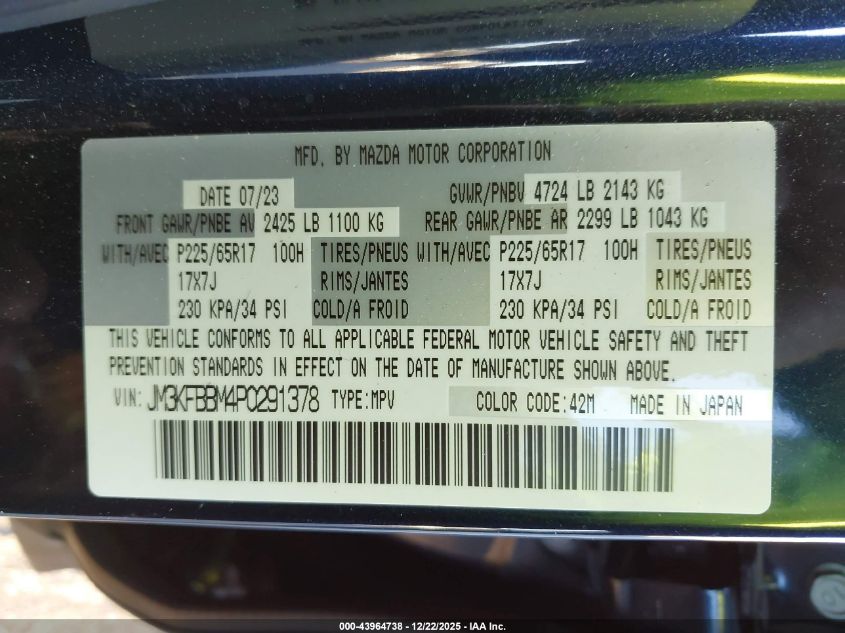 MFD. BY MAZDA MOTOR CORPORATION
DATE 07/23 GVWR/PNBV 4724 LB 2143 KG
FRONT GAWR/PNBE AV 2425 LB 1100 KG REAR GAWR/PNBE AR 2299 LB 1043 KG
WITH/AVEC P225/65R17 100H TIRES/PNEUS WITH/AVEC P225/65R17 100H TIRES/PNEUS
17X7J RIMS/JANTES 17X7J RIMS/JANTES
230 KPA/34 PSI COLD/A FROID 230 KPA/34 PSI COLD/A FROID
THIS VEHICLE CONFORMS TO ALL APPLICABLE FEDERAL MOTOR VEHICLE SAFETY AND THEFT
PREVENTION STANDARDS IN EFFECT ON THE DATE OF MANUFACTURE SHOWN ABOVE.
VIN: JM3KFBBM4P0291378 TYPE:MPV COLOR CODE:42M MADE IN JAPAN
000-43964738 - 12/22/2025 - IAA Inc.